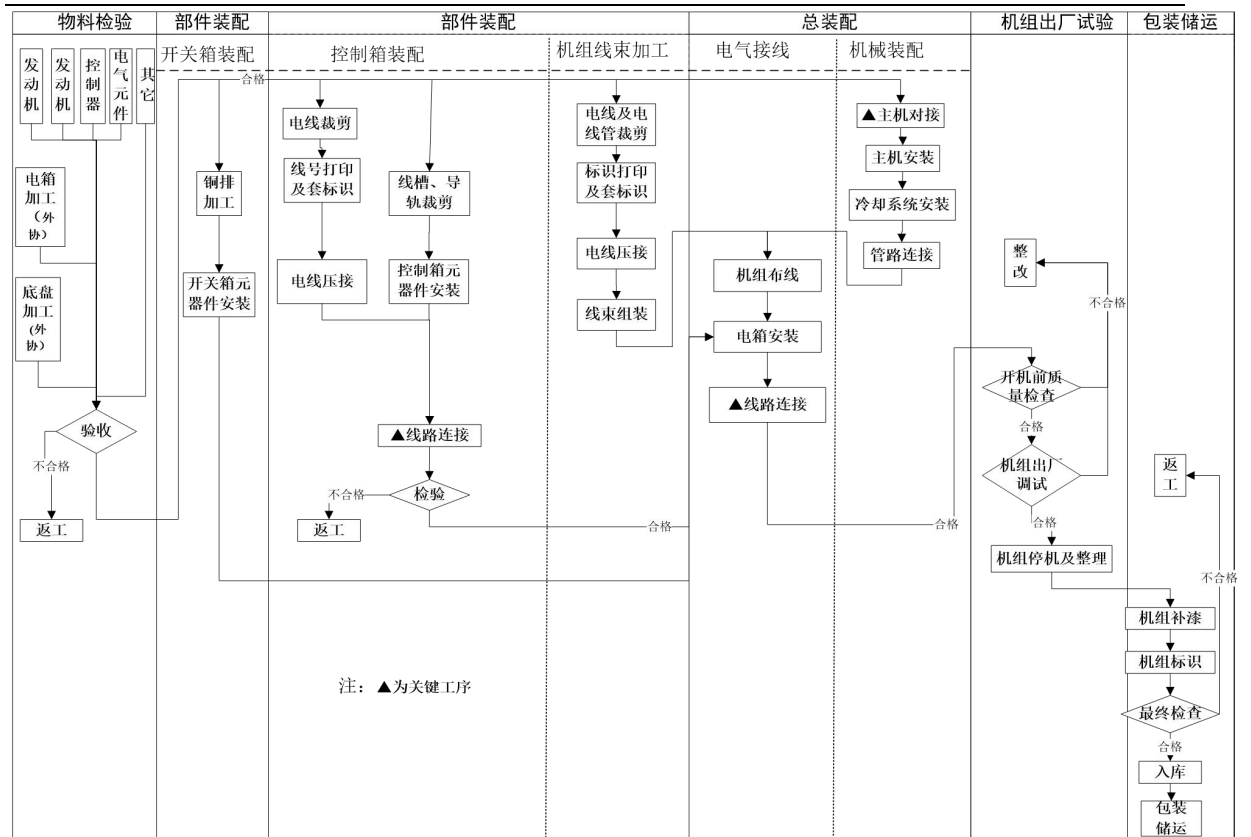 物料检验
部件装配
部件装配
总装配
机组出厂试验
包装储运
发动机
发动机
控制器
电气元件
其它
电箱
加工
（外
协）
底盘
加工
(外
协）
验收
不合格
返工
开关箱装配
合格
铜排
加工
开关箱元
器件安装
控制箱装配
电线裁剪
线号打印
及套标识
电线压接
线槽、导
轨裁剪
控制箱元
器件安装
▲线路连接
检验
不合格
返工
合格
机组线束加工
电线及电
线管裁剪
标识打印
及套标识
电线压接
线束组装
电气接线
机组布线
电箱安装
▲线路连接
机械装配
▲主机对接
主机安装
冷却系统安装
管路连接
合格
整
改
不合格
开机前质
量检查
合格
机组出厂
调试
合格
机组停机及整理
返
工
不合格
机组补漆
机组标识
最终检查
合格
入库
包装
储运
注：▲为关键工序